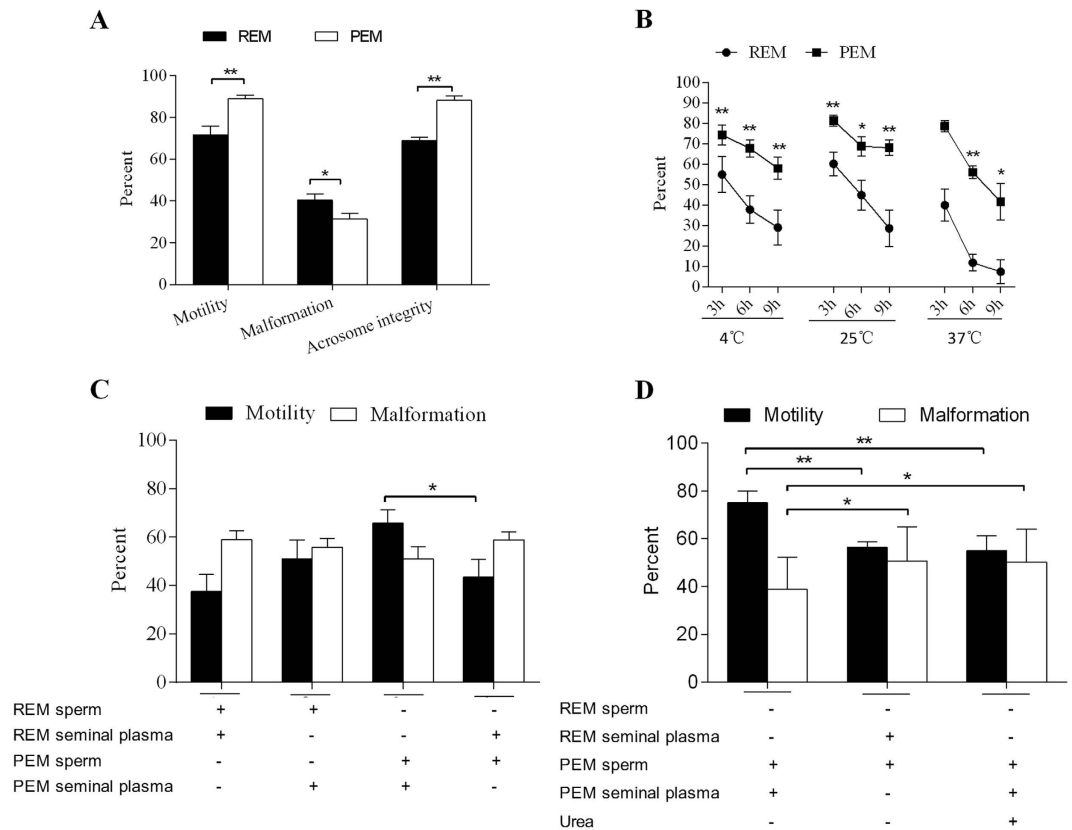 A
REM PEM
Percent
100
80
60
40
20
0
** * **
Motility
Malformation
Acrosome integrity
B
REM PEM
Percent
100
90
80
70
60
50
40
30
20
10
0
** ** ** ** * ** ** *
3h 6h 9h 3h 6h 9h 3h 6h 9h
4℃ 25℃ 37℃
C
Motility Malformation
Percent
100
80
60
40
20
0
*
REM sperm + + - -
REM seminal plasma + - - +
PEM sperm - - + +
PEM seminal plasma - + + -
D
Motility Malformation
Percent
100
80
60
40
20
0
**
**
*
*
REM sperm - - -
REM seminal plasma - + -
PEM sperm + + +
PEM seminal plasma + - +
Urea - - +